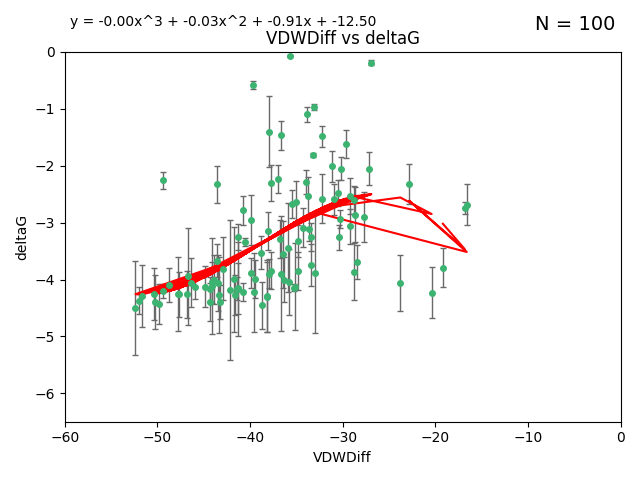 y = -0.00x^3 + -0.03x^2 + -0.91x + -12.50
N = 100
VDWDiff vs deltaG
0
−1
−2
−3
−4
−5
−6
deltaG
−60 −50 −40 −30 −20 −10 0
VDWDiff